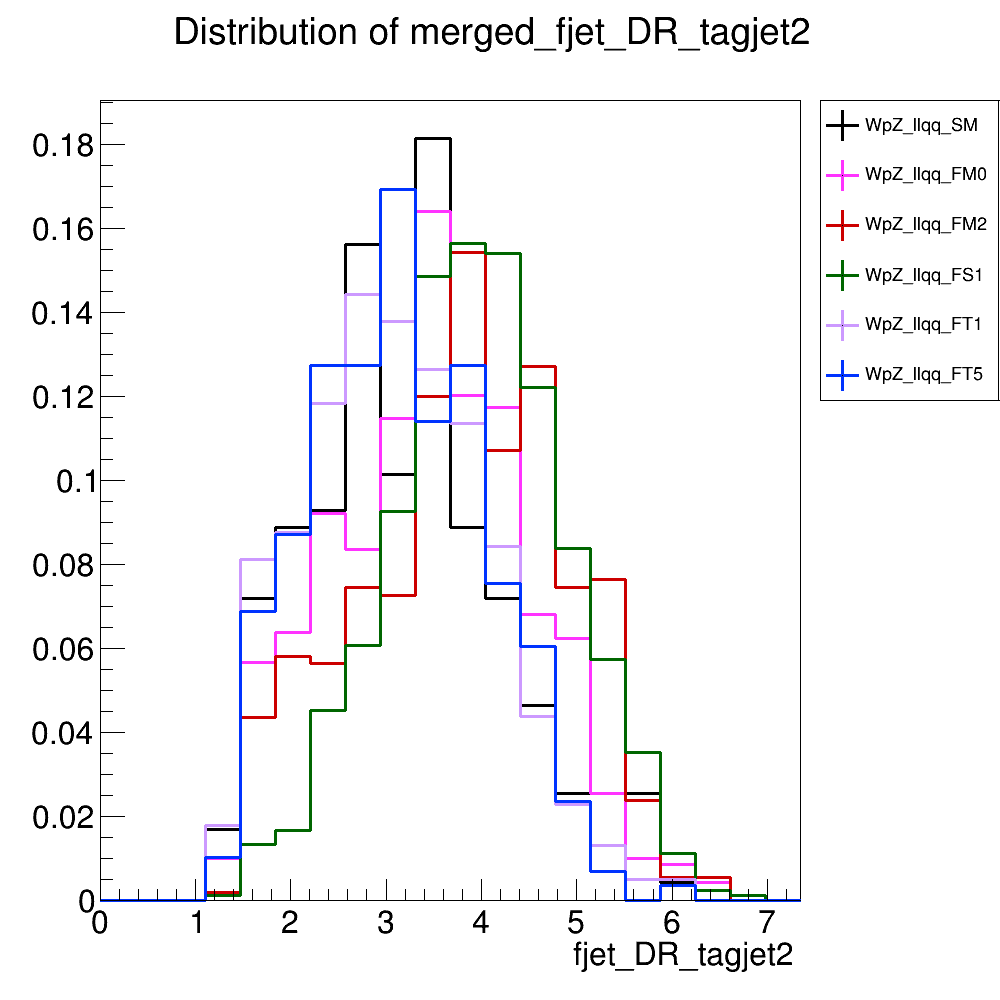 Distribution of merged_fjet_DR_tagjet2
0.18
0.16
0.14
0.12
0.1
0.08
0.06
0.04
0.02
0
0 1 2 3 4 5 6 7
fjet_DR_tagjet2
WpZ_llqq_SM
WpZ_llqq_FM0
WpZ_llqq_FM2
WpZ_llqq_FS1
WpZ_llqq_FT1
WpZ_llqq_FT5